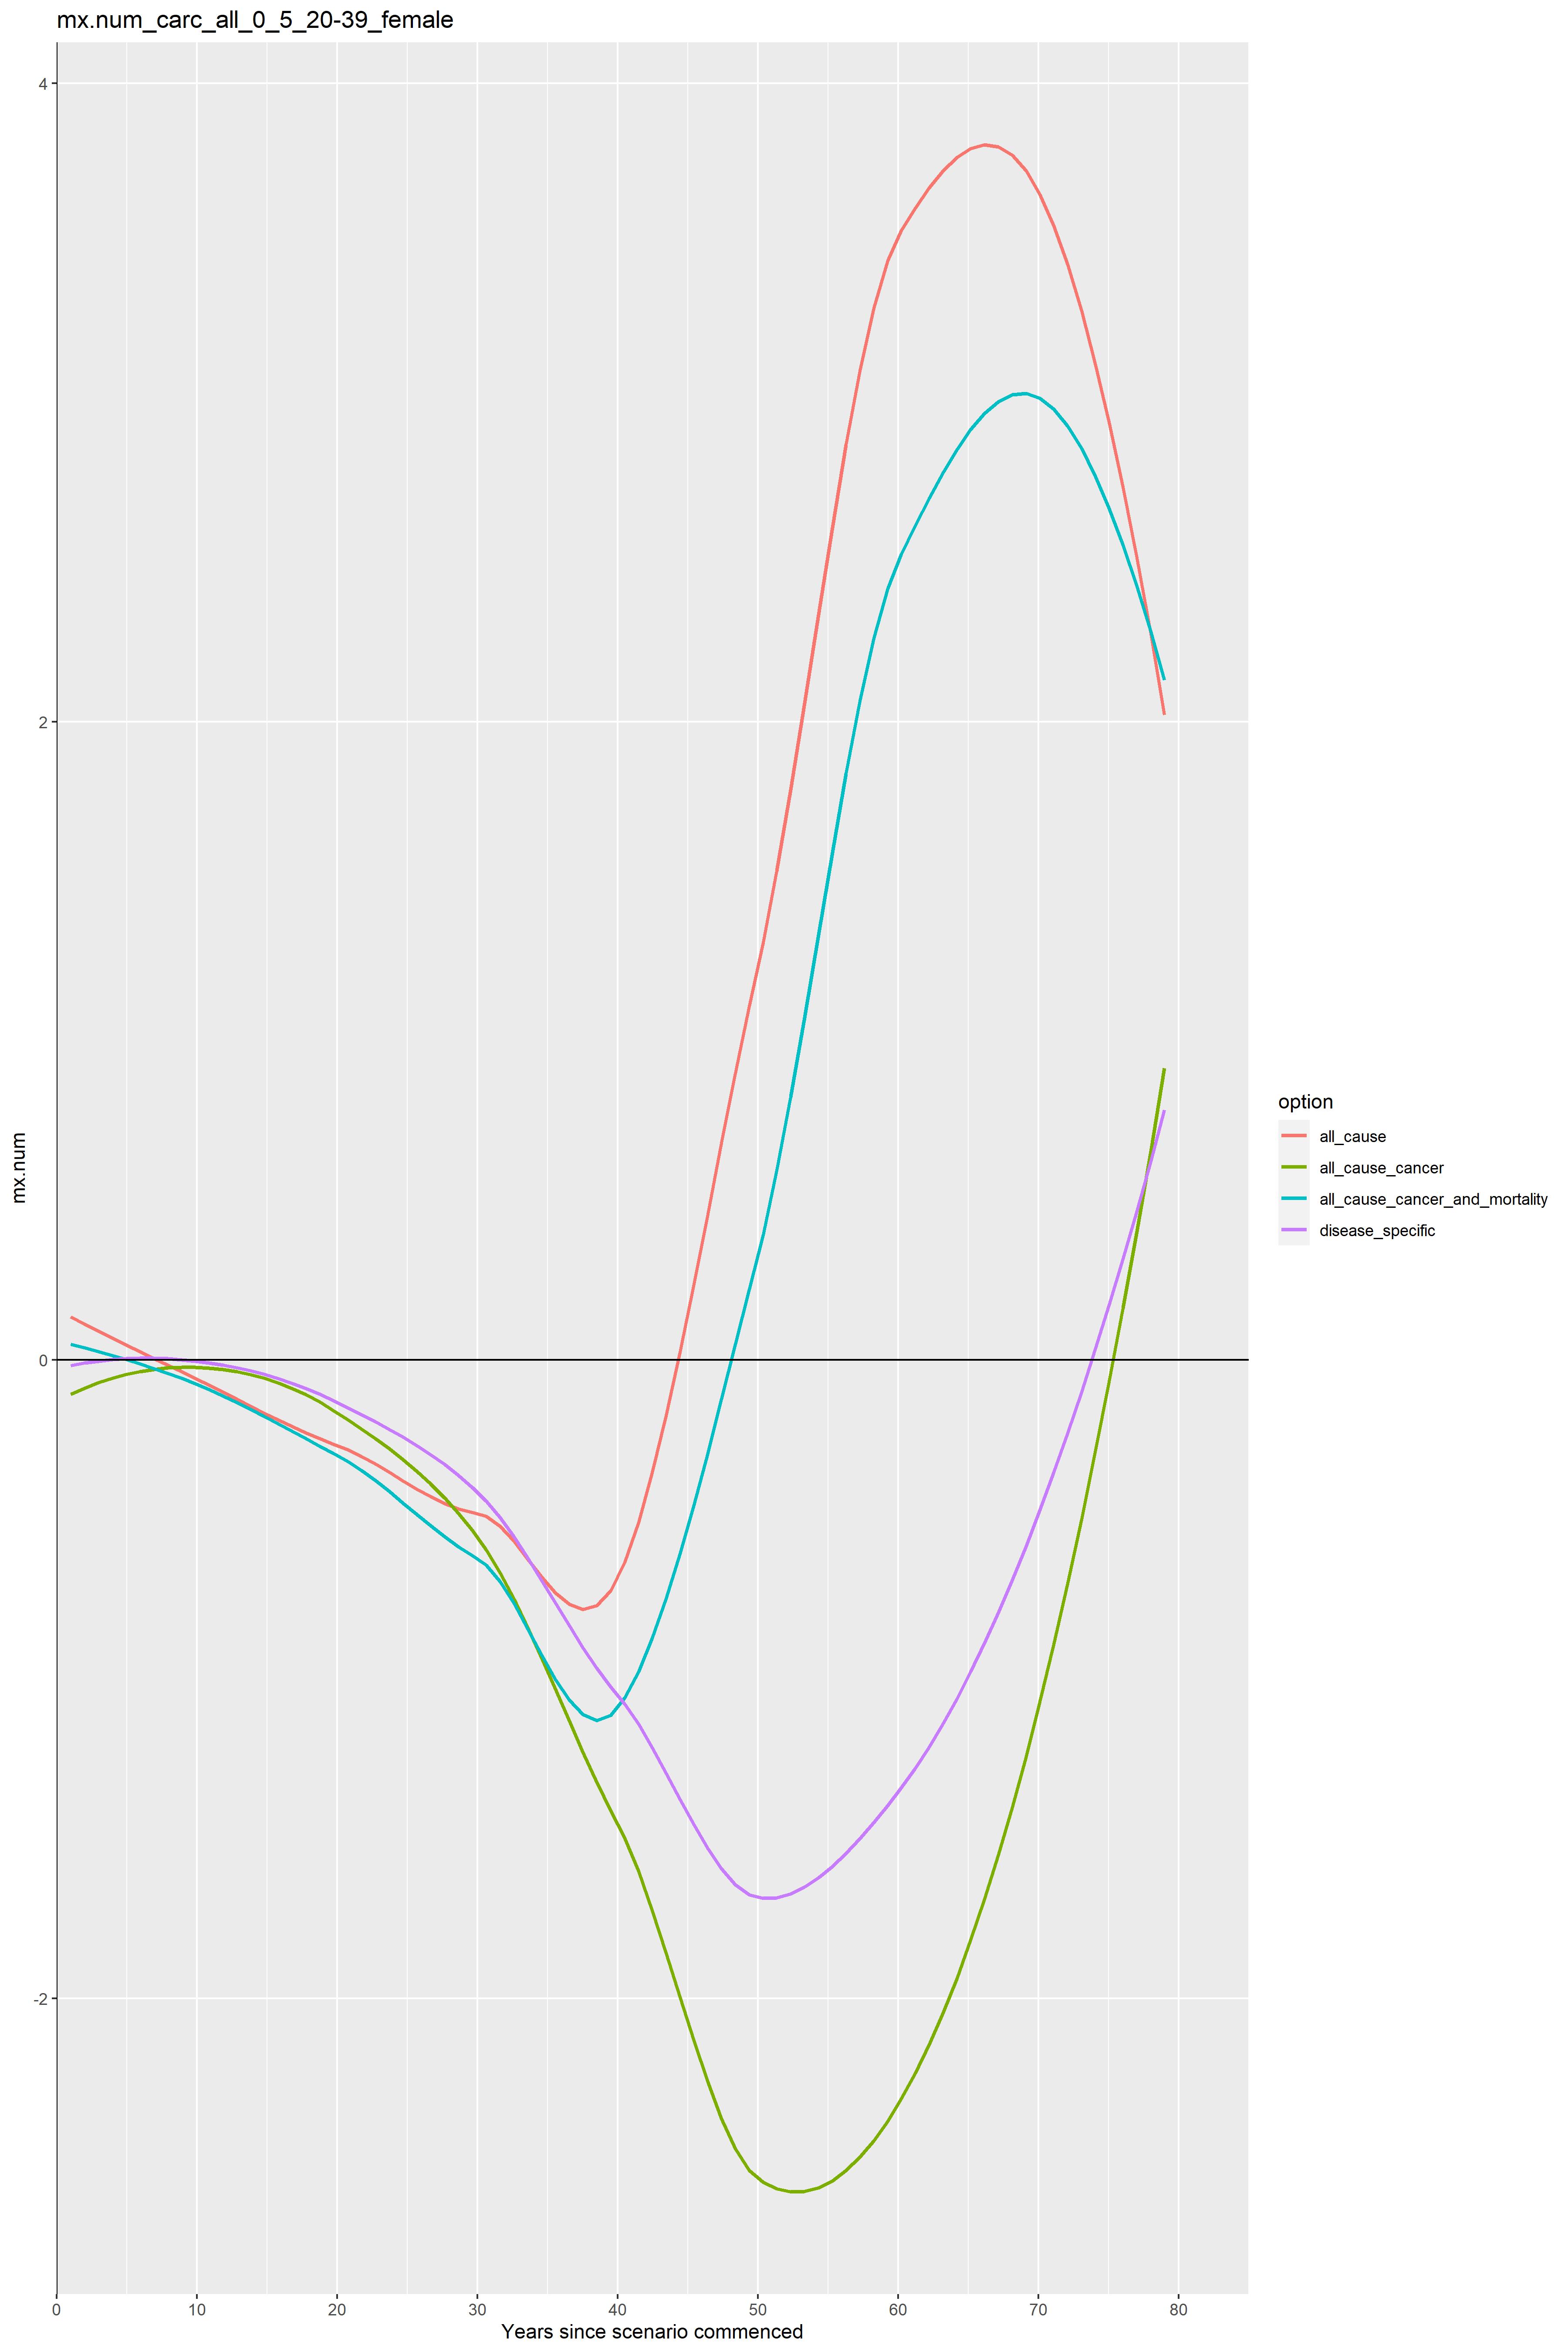 mx.num_carc_all_0_5_20-39_female
4
2
0
-2
mx.num
0 10 20 30 40 50 60 70 80
Years since scenario commenced
option
all_cause
all_cause_cancer
all_cause_cancer_and_mortality
disease_specific